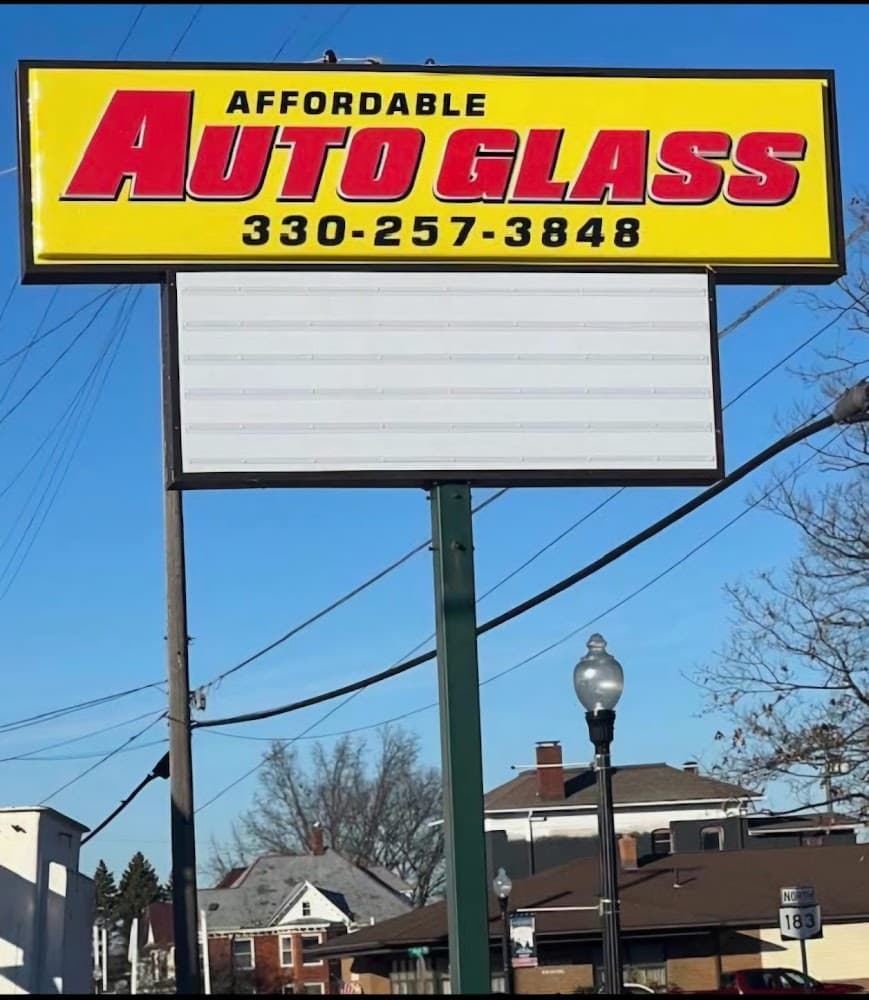 AFFORDABLE
AUTO GLASS
330-257-3848
NORTH
183